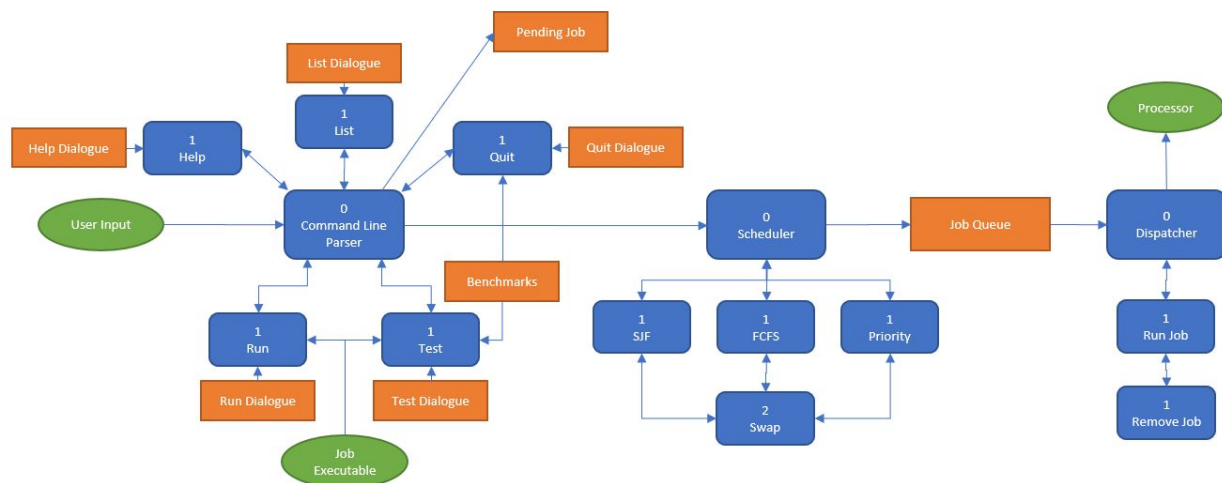 Pending Job
List Dialogue
1
List
Processor
Help Dialogue
1
Help
1
Quit
Quit Dialogue
User Input
0
Command Line
Parser
0
Scheduler
Job Queue
0
Dispatcher
Benchmarks
1
Run
1
Test
1
SJF
1
FCFS
1
Priority
1
Run Job
Run Dialogue
Test Dialogue
2
Swap
1
Remove Job
Job
Executable